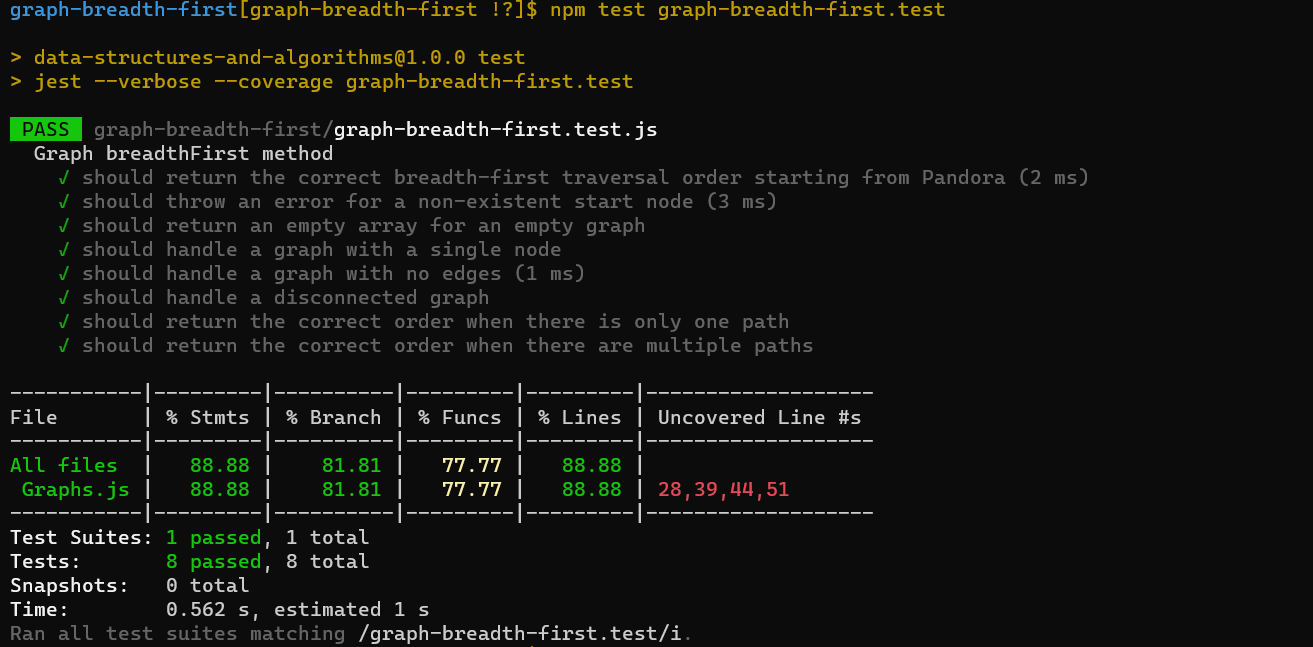 graph-breadth-first[graph-breadth-first !?]$ npm test graph-breadth-first.test
> data-structures-and-algorithms@1.0.0 test
> jest --verbose --coverage graph-breadth-first.test
PASS graph-breadth-first/graph-breadth-first.test.js
Graph breadthFirst method
√ should return the correct breadth-first traversal order starting from Pandora (2 ms)
√ should throw an error for a non-existent start node (3 ms)
√ should return an empty array for an empty graph
√ should handle a graph with a single node
√ should handle a graph with no edges (1 ms)
√ should handle a disconnected graph
√ should return the correct order when there is only one path
√ should return the correct order when there are multiple paths
-----------|---------|----------|---------|---------|-------------------
File       | % Stmts | % Branch | % Funcs | % Lines | Uncovered Line #s
-----------|---------|----------|---------|---------|-------------------
All files  |   88.88 |    81.81 |   77.77 |   88.88 |
 Graphs.js |   88.88 |    81.81 |   77.77 |   88.88 | 28,39,44,51
-----------|---------|----------|---------|---------|-------------------
Test Suites: 1 passed, 1 total
Tests:       8 passed, 8 total
Snapshots:   0 total
Time:        0.562 s, estimated 1 s
Ran all test suites matching /graph-breadth-first.test/i.